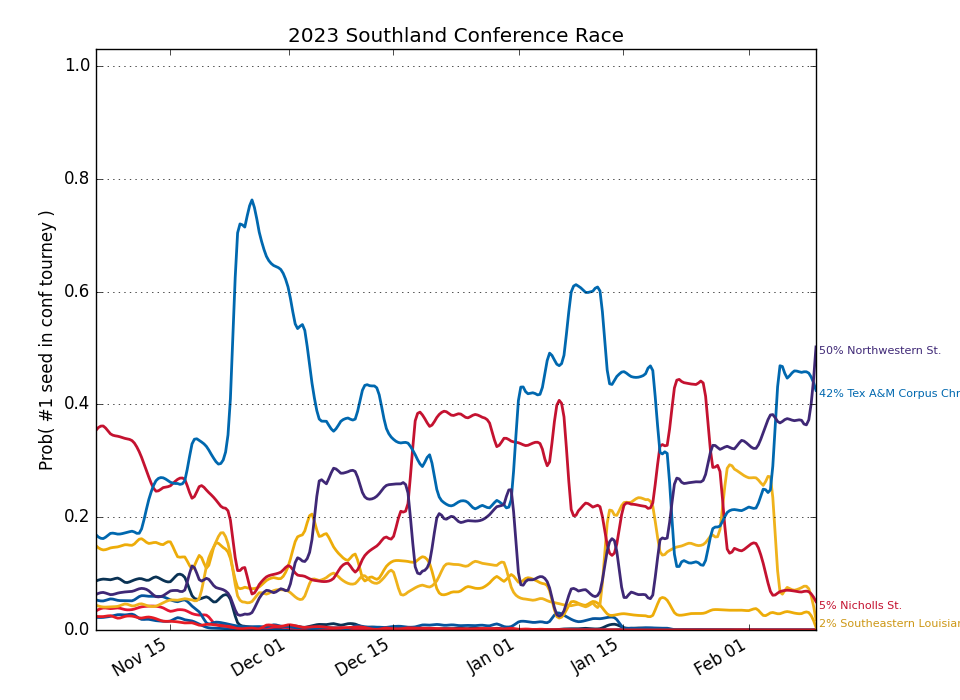 2023 Southland Conference Race
Prob( #1 seed in conf tourney )
1.0
0.8
0.6
0.4
0.2
0.0
Nov 15
Dec 01
Dec 15
Jan 01
Jan 15
Feb 01
50% Northwestern St.
42% Tex A&M Corpus Chr
5% Nicholls St.
2% Southeastern Louisian